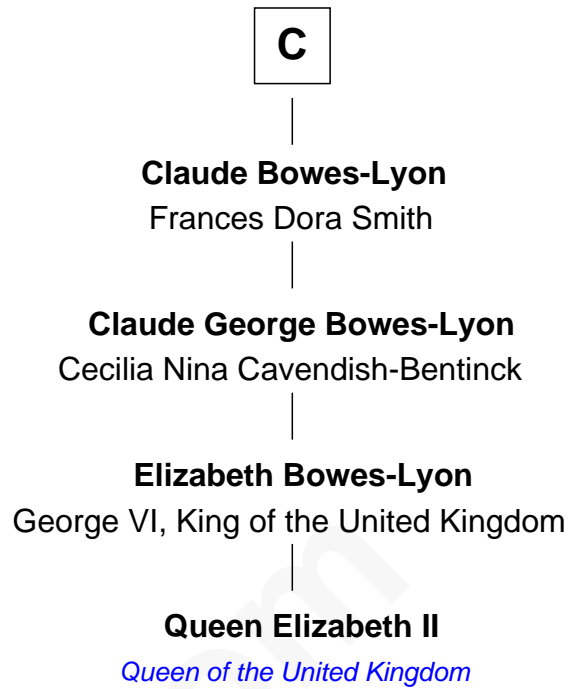 C
Claude Bowes-Lyon
Frances Dora Smith
Claude George Bowes-Lyon
Cecilia Nina Cavendish-Bentinck
Elizabeth Bowes-Lyon
George VI, King of the United Kingdom
Queen Elizabeth II
Queen of the United Kingdom